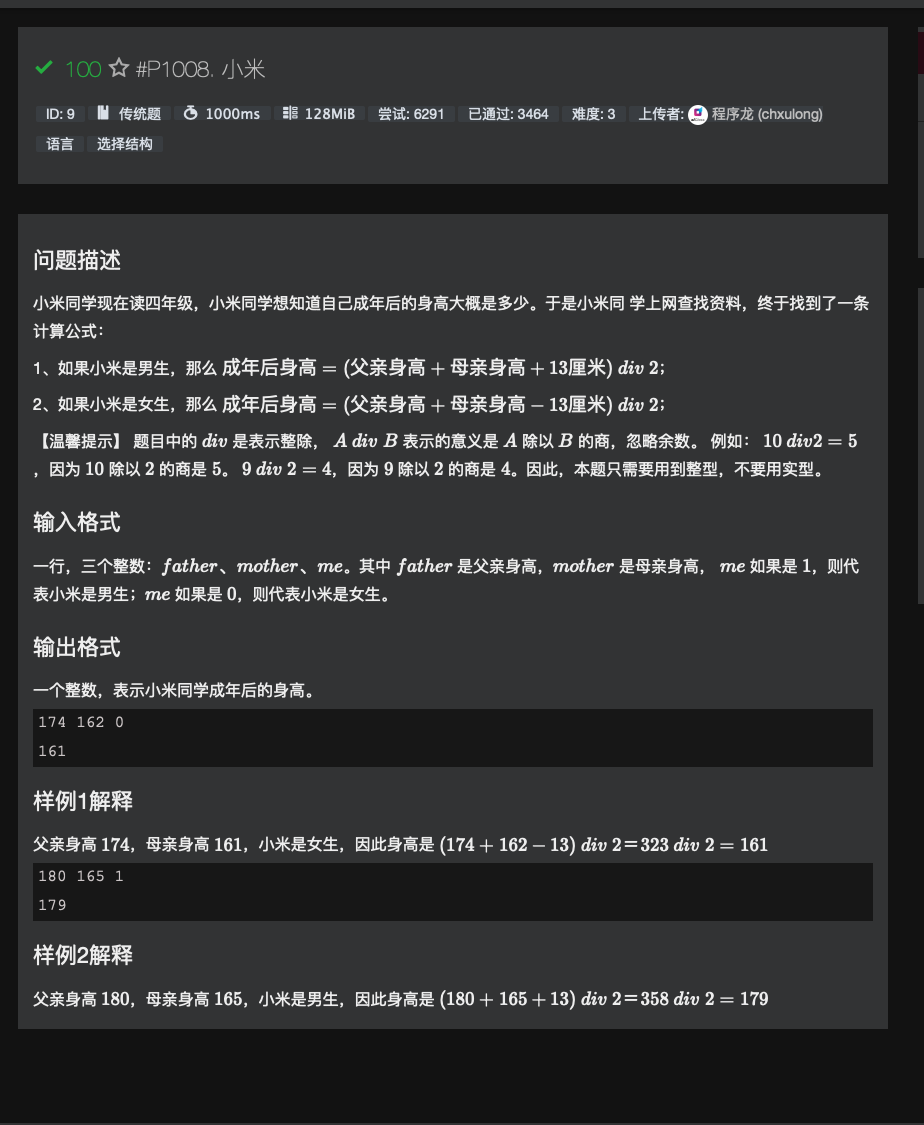 100 ☆ #P1008. 小米
ID: 9 传统题 1000ms 128MiB 尝试: 6291 已通过: 3464 难度: 3 上传者: 程序龙 (chxulong)
语言 选择结构
问题描述
小米同学现在读四年级，小米同学想知道自己成年后的身高大概是多少。于是小米同 学上网查找资料，终于找到了一条
计算公式：
1、如果小米是男生，那么 成年后身高 = (父亲身高 + 母亲身高 + 13厘米) div 2；
2、如果小米是女生，那么 成年后身高 = (父亲身高 + 母亲身高 − 13厘米) div 2；
【温馨提示】 题目中的 div 是表示整除， A div B 表示的意义是 A 除以 B 的商，忽略余数。 例如： 10 div2 = 5
，因为 10 除以 2 的商是 5。 9 div 2 = 4，因为 9 除以 2 的商是 4。因此，本题只需要用到整型，不要用实型。
输入格式
一行，三个整数：father、mother、me。其中 father 是父亲身高，mother 是母亲身高， me 如果是 1，则代
表小米是男生；me 如果是 0，则代表小米是女生。
输出格式
一个整数，表示小米同学成年后的身高。
174 162 0
161
样例1解释
父亲身高 174，母亲身高 161，小米是女生，因此身高是 (174 + 162 − 13) div 2＝323 div 2 = 161
180 165 1
179
样例2解释
父亲身高 180，母亲身高 165，小米是男生，因此身高是 (180 + 165 + 13) div 2＝358 div 2 = 179